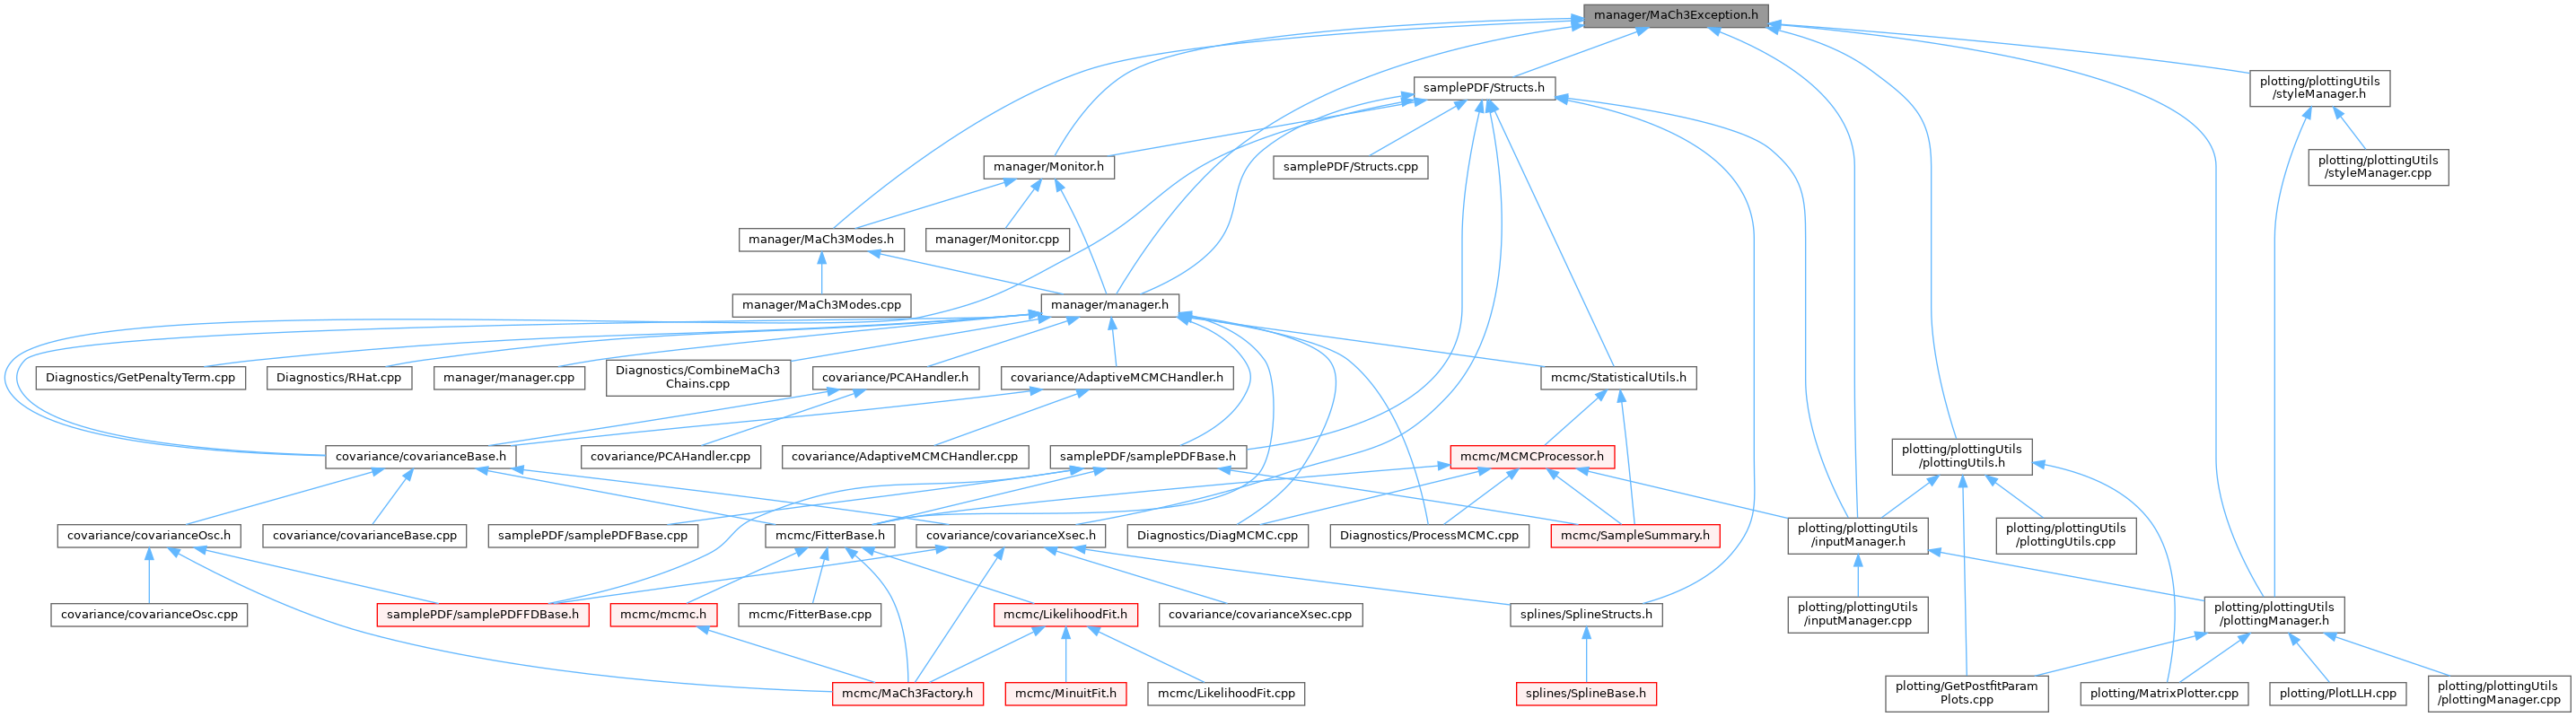 manager/MaCh3Exception.h
samplePDF/Structs.h
plotting/plottingUtils
/styleManager.h
manager/Monitor.h
samplePDF/Structs.cpp
plotting/plottingUtils
/styleManager.cpp
manager/MaCh3Modes.h
manager/Monitor.cpp
manager/MaCh3Modes.cpp
manager/manager.h
Diagnostics/GetPenaltyTerm.cpp
Diagnostics/RHat.cpp
manager/manager.cpp
Diagnostics/CombineMaCh3
Chains.cpp
covariance/PCAHandler.h
covariance/AdaptiveMCMCHandler.h
mcmc/StatisticalUtils.h
covariance/covarianceBase.h
covariance/PCAHandler.cpp
covariance/AdaptiveMCMCHandler.cpp
samplePDF/samplePDFBase.h
mcmc/MCMCProcessor.h
plotting/plottingUtils
/plottingUtils.h
covariance/covarianceOsc.h
covariance/covarianceBase.cpp
samplePDF/samplePDFBase.cpp
mcmc/FitterBase.h
covariance/covarianceXsec.h
Diagnostics/DiagMCMC.cpp
Diagnostics/ProcessMCMC.cpp
mcmc/SampleSummary.h
plotting/plottingUtils
/inputManager.h
plotting/plottingUtils
/plottingUtils.cpp
covariance/covarianceOsc.cpp
samplePDF/samplePDFFDBase.h
mcmc/mcmc.h
mcmc/FitterBase.cpp
mcmc/LikelihoodFit.h
covariance/covarianceXsec.cpp
splines/SplineStructs.h
plotting/plottingUtils
/inputManager.cpp
plotting/plottingUtils
/plottingManager.h
mcmc/MaCh3Factory.h
mcmc/MinuitFit.h
mcmc/LikelihoodFit.cpp
splines/SplineBase.h
plotting/GetPostfitParam
Plots.cpp
plotting/MatrixPlotter.cpp
plotting/PlotLLH.cpp
plotting/plottingUtils
/plottingManager.cpp